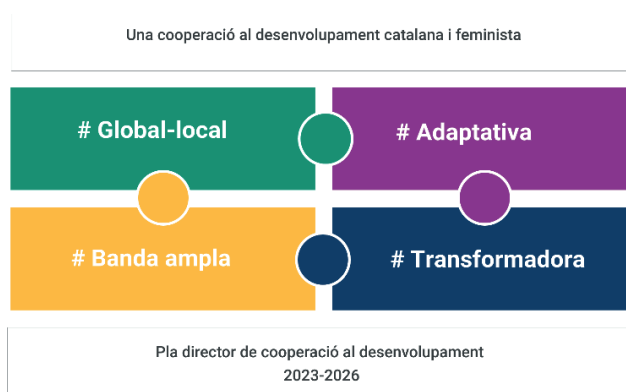 Una cooperació al desenvolupament catalana i feminista
# Global-local
# Adaptativa
# Banda ampla
# Transformadora
Pla director de cooperació al desenvolupament
2023-2026